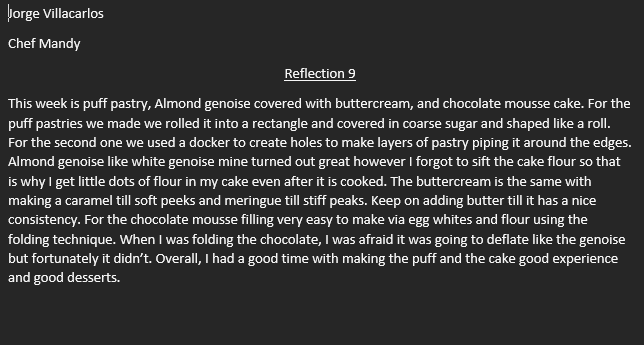 Jorge Villacarlos
Chef Mandy
Reflection 9
This week is puff pastry, Almond genoise covered with buttercream, and chocolate mousse cake. For the
puff pastries we made we rolled it into a rectangle and covered in coarse sugar and shaped like a roll.
For the second one we used a docker to create holes to make layers of pastry piping it around the edges.
Almond genoise like white genoise mine turned out great however I forgot to sift the cake flour so that
is why I get little dots of flour in my cake even after it is cooked. The buttercream is the same with
making a caramel till soft peeks and meringue till stiff peaks. Keep on adding butter till it has a nice
consistency. For the chocolate mousse filling very easy to make via egg whites and flour using the
folding technique. When I was folding the chocolate, I was afraid it was going to deflate like the genoise
but fortunately it didn’t. Overall, I had a good time with making the puff and the cake good experience
and good desserts.